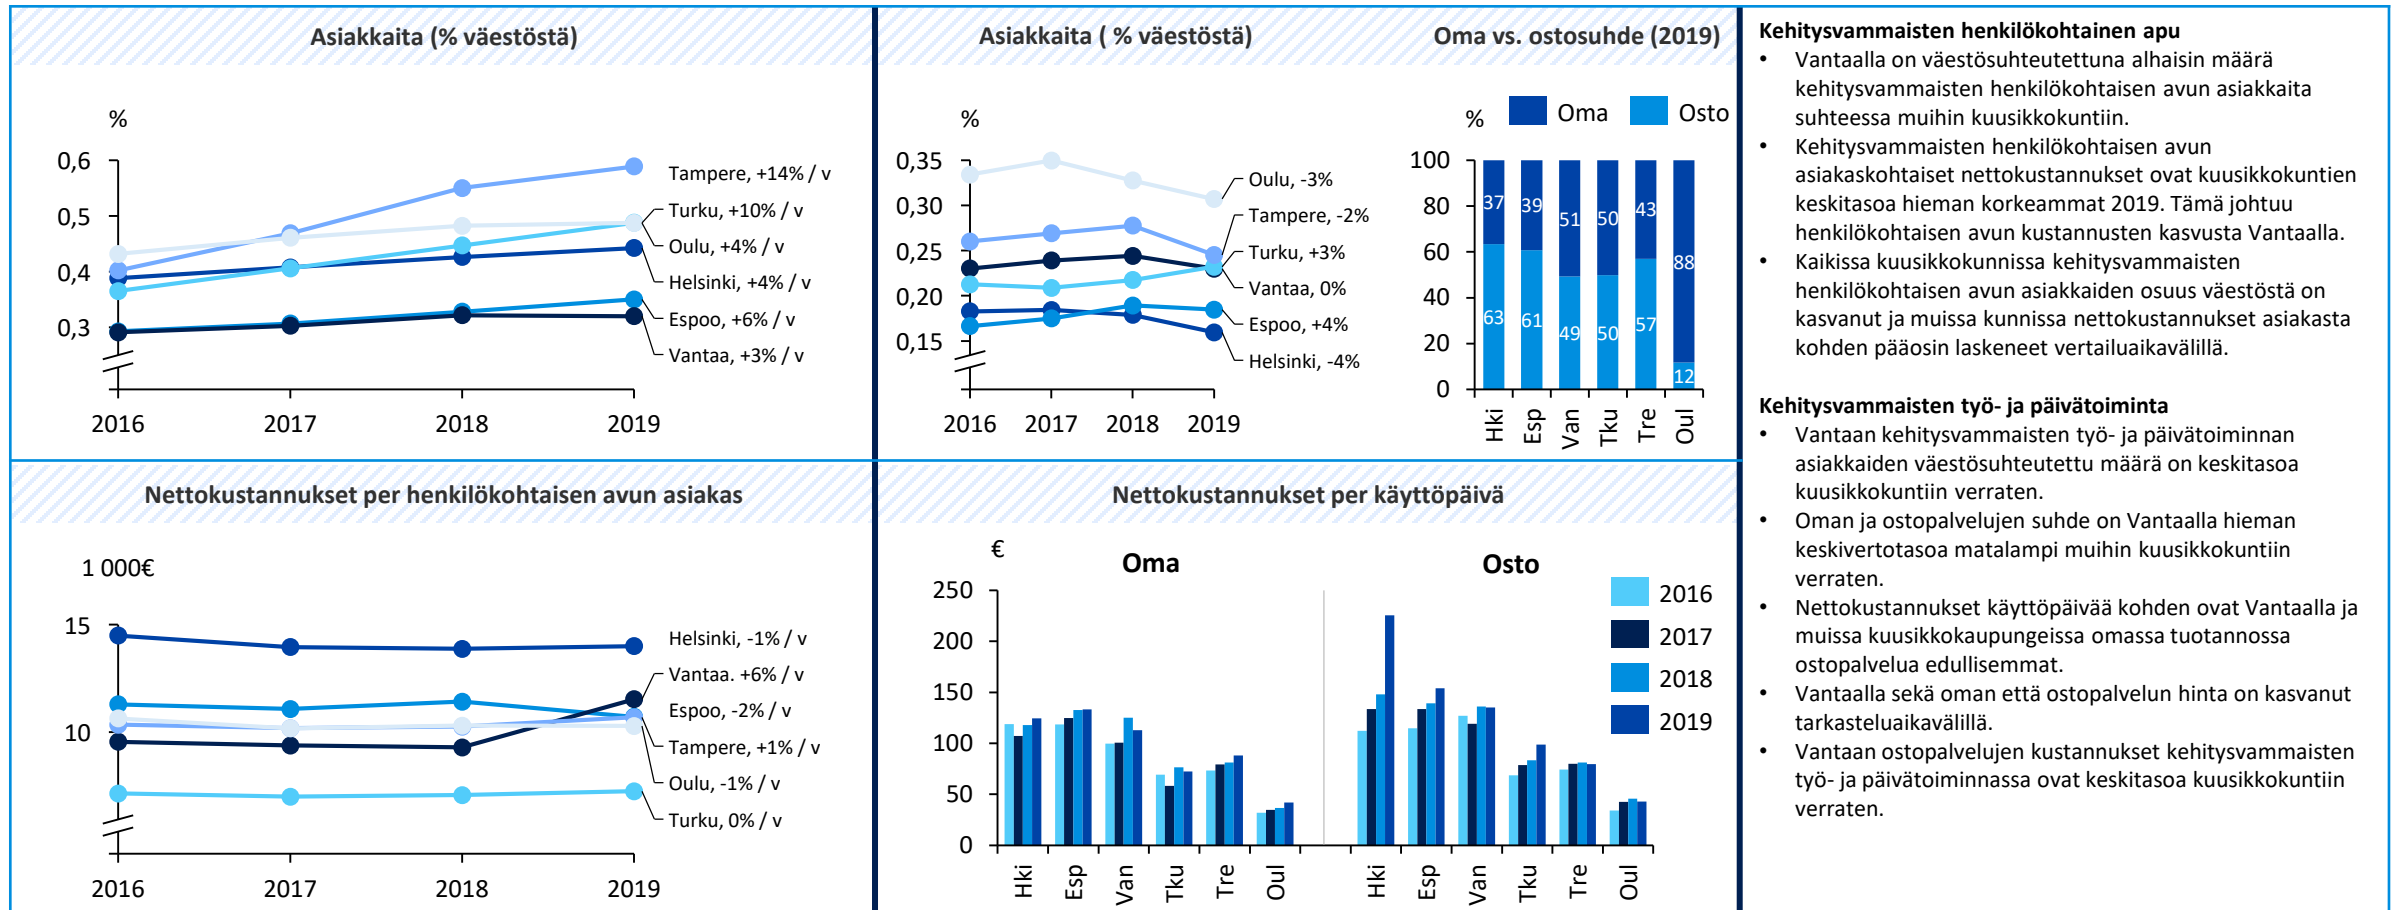 Asiakkaita (% väestöstä)
%
0,6
0,5
0,4
0,3
2016
2017
2018
2019
Tampere, +14% / v
Turku, +10% / v
Oulu, +4% / v
Helsinki, +4% / v
Espoo, +6% / v
Vantaa, +3% / v
Asiakkaita ( % väestöstä)
%
0,35
0,30
0,25
0,20
0,15
2016
2017
2018
2019
Oulu, -3%
Tampere, -2%
Turku, +3%
Vantaa, 0%
Espoo, +4%
Helsinki, -4%
Oma vs. ostosuhde (2019)
%
Oma
Osto
100
80
60
40
20
0
37
39
51
50
43
88
63
61
49
50
57
12
Hki
Esp
Van
Tku
Tre
Oul
Nettokustannukset per henkilökohtaisen avun asiakas
1 000€
15
10
2016
2017
2018
2019
Helsinki, -1% / v
Vantaa. +6% / v
Espoo, -2% / v
Tampere, +1% / v
Oulu, -1% / v
Turku, 0% / v
Nettokustannukset per käyttöpäivä
€
Oma
Osto
250
200
150
100
50
0
2016
2017
2018
2019
Hki
Esp
Van
Tku
Tre
Oul
Hki
Esp
Van
Tku
Tre
Oul
Kehitysvammaisten henkilökohtainen apu
• Vantaalla on väestösuhteutettuna alhaisin määrä
kehitysvammaisten henkilökohtaisen avun asiakkaita
suhteessa muihin kuusikkokuntiin.
• Kehitysvammaisten henkilökohtaisen avun
asiakaskohtaiset nettokustannukset ovat kuusikkokuntien
keskitasoa hieman korkeammat 2019. Tämä johtuu
henkilökohtaisen avun kustannusten kasvusta Vantaalla.
• Kaikissa kuusikkokunnissa kehitysvammaisten
henkilökohtaisen avun asiakkaiden osuus väestöstä on
kasvanut ja muissa kunnissa nettokustannukset asiakasta
kohden pääosin laskeneet vertailuaikavälillä.
Kehitysvammaisten työ- ja päivätoiminta
• Vantaan kehitysvammaisten työ- ja päivätoiminnan
asiakkaiden väestösuhteutettu määrä on keskitasoa
kuusikkokuntiin verraten.
• Oman ja ostopalvelujen suhde on Vantaalla hieman
keskivertotasoa matalampi muihin kuusikkokuntiin
verraten.
• Nettokustannukset käyttöpäivää kohden ovat Vantaalla ja
muissa kuusikkokaupungeissa omassa tuotannossa
ostopalvelua edullisemmat.
• Vantaalla sekä oman että ostopalvelun hinta on kasvanut
tarkasteluaikavälillä.
• Vantaan ostopalvelujen kustannukset kehitysvammaisten
työ- ja päivätoiminnassa ovat keskitasoa kuusikkokuntiin
verraten.